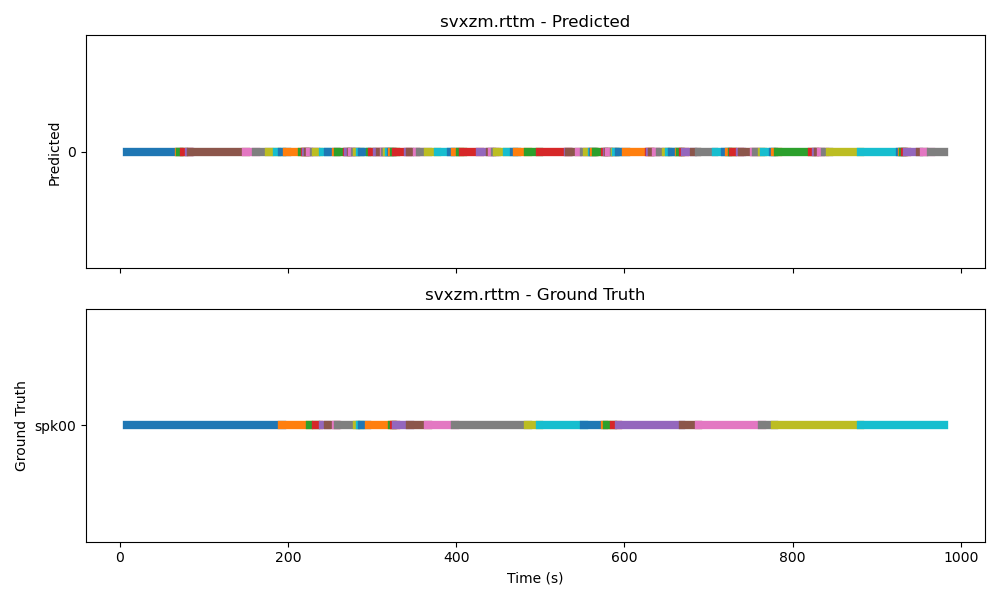 svxzm.rttm - Predicted
Predicted
0
svxzm.rttm - Ground Truth
Ground Truth
spk00
0 200 400 600 800 1000
Time (s)